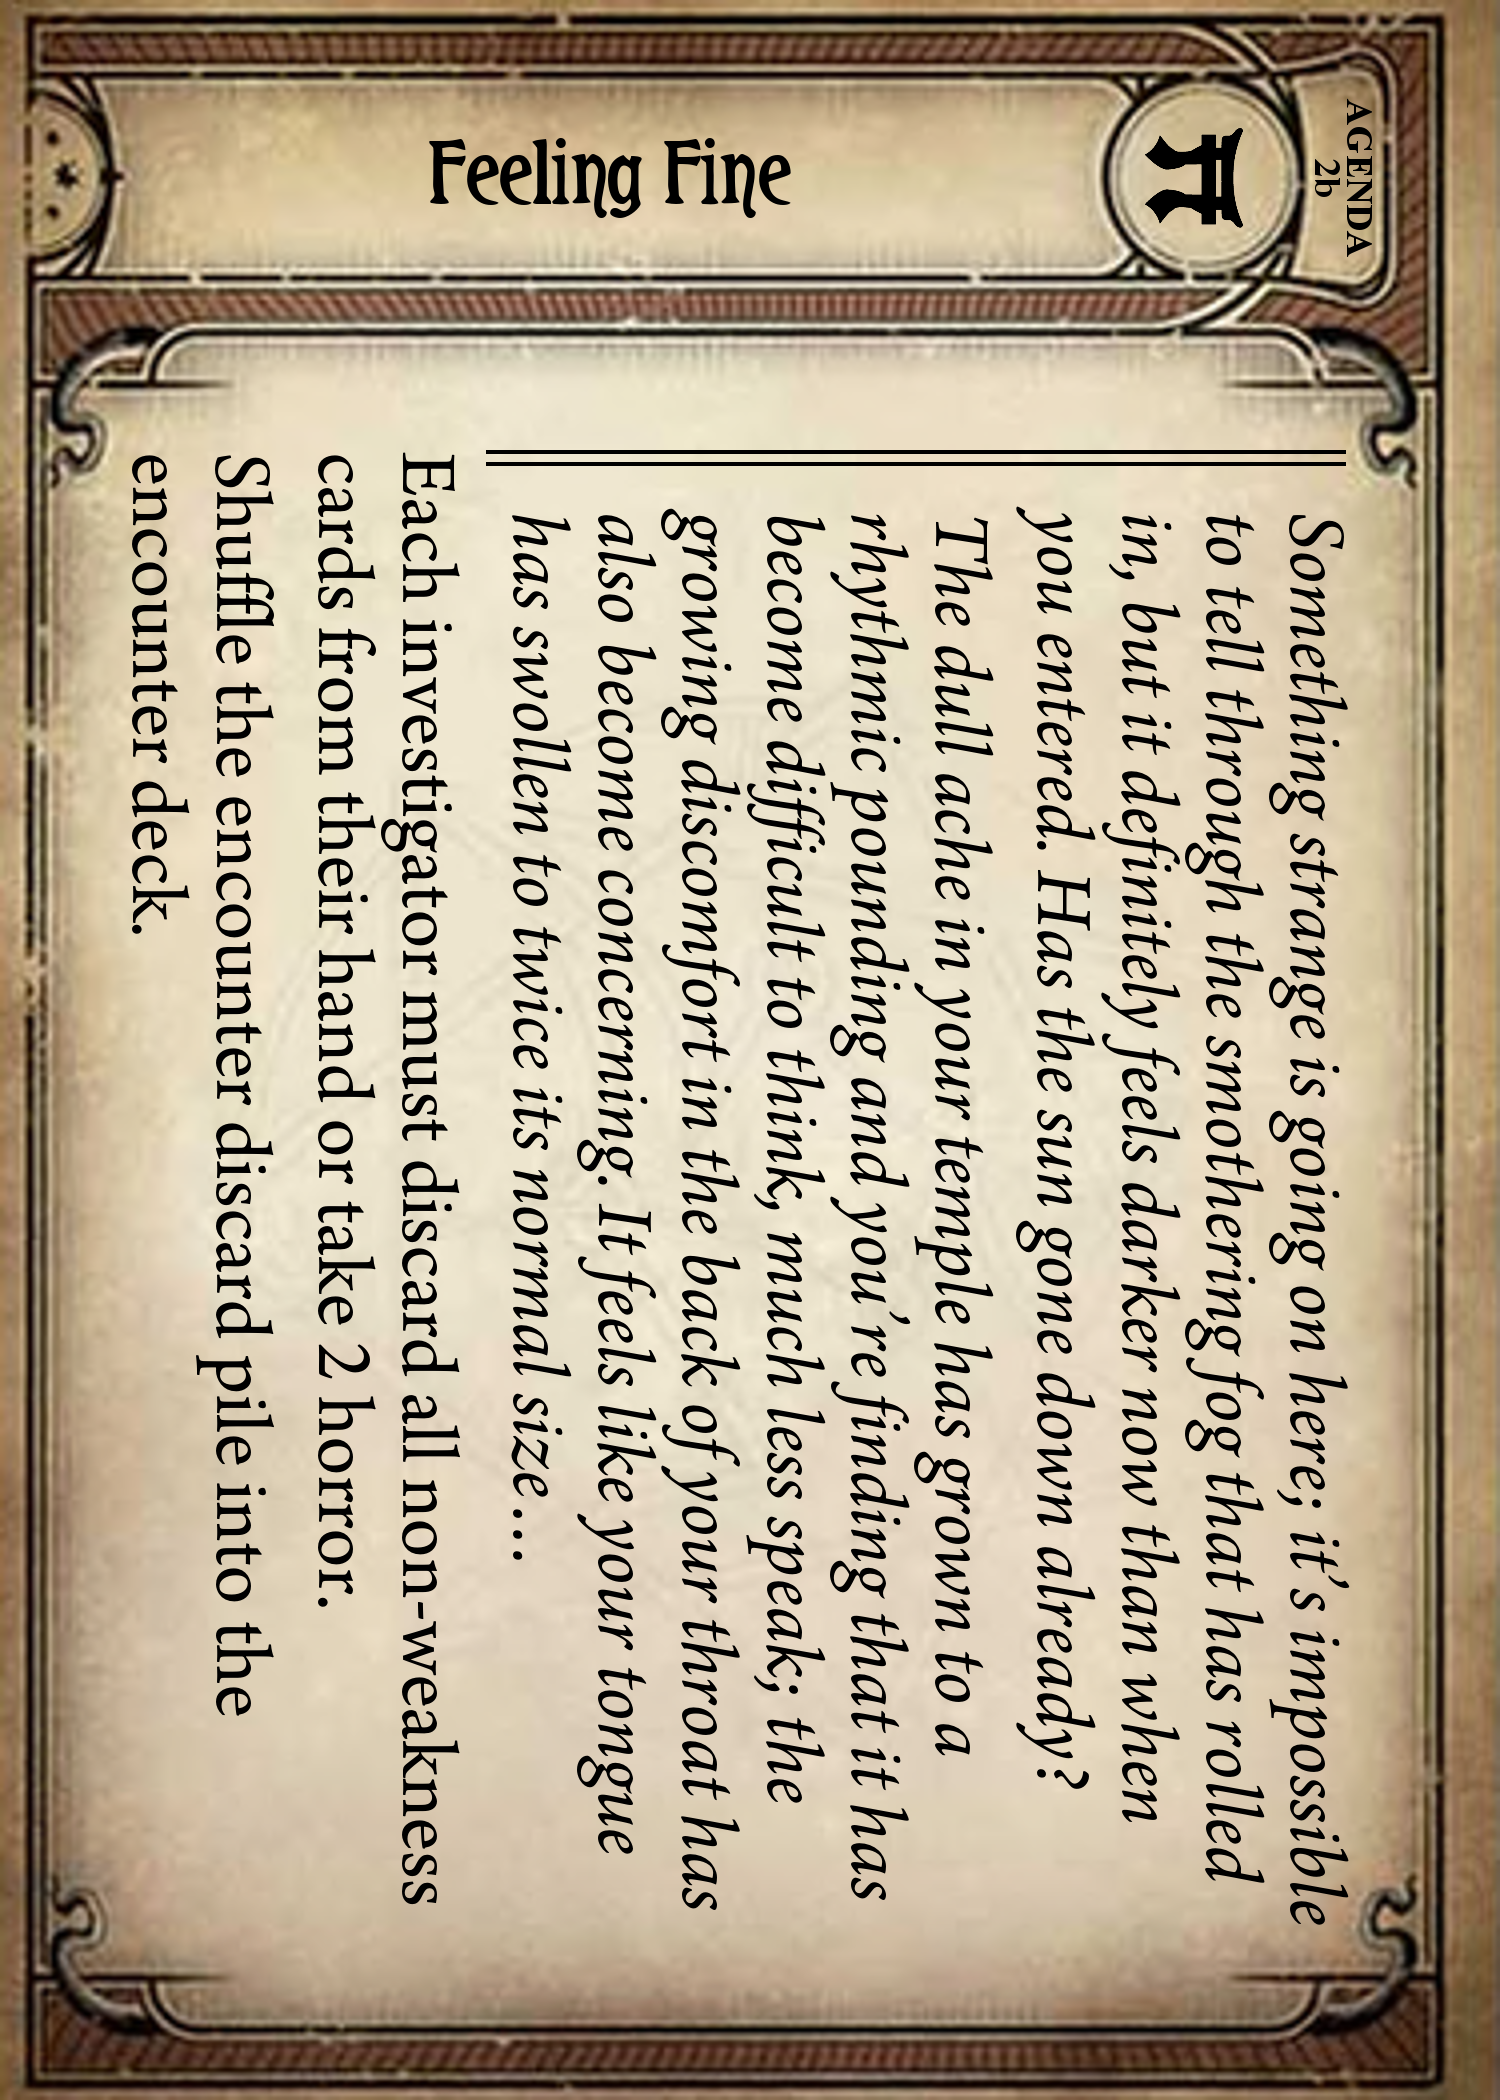 AGENDA
2b
Feeling Fine
Something strange is going on here; it's impossible
to tell through the smothering fog that has rolled
in, but it definitely feels darker now than when
you entered. Has the sun gone down already?
The dull ache in your temple has grown to a
rhythmic pounding and you're finding that it has
become difficult to think, much less speak; the
growing discomfort in the back of your throat has
also become concerning. It feels like your tongue
has swollen to twice its normal size...
Each investigator must discard all non-weakness
cards from their hand or take 2 horror.
Shuffle the encounter discard pile into the
encounter deck.